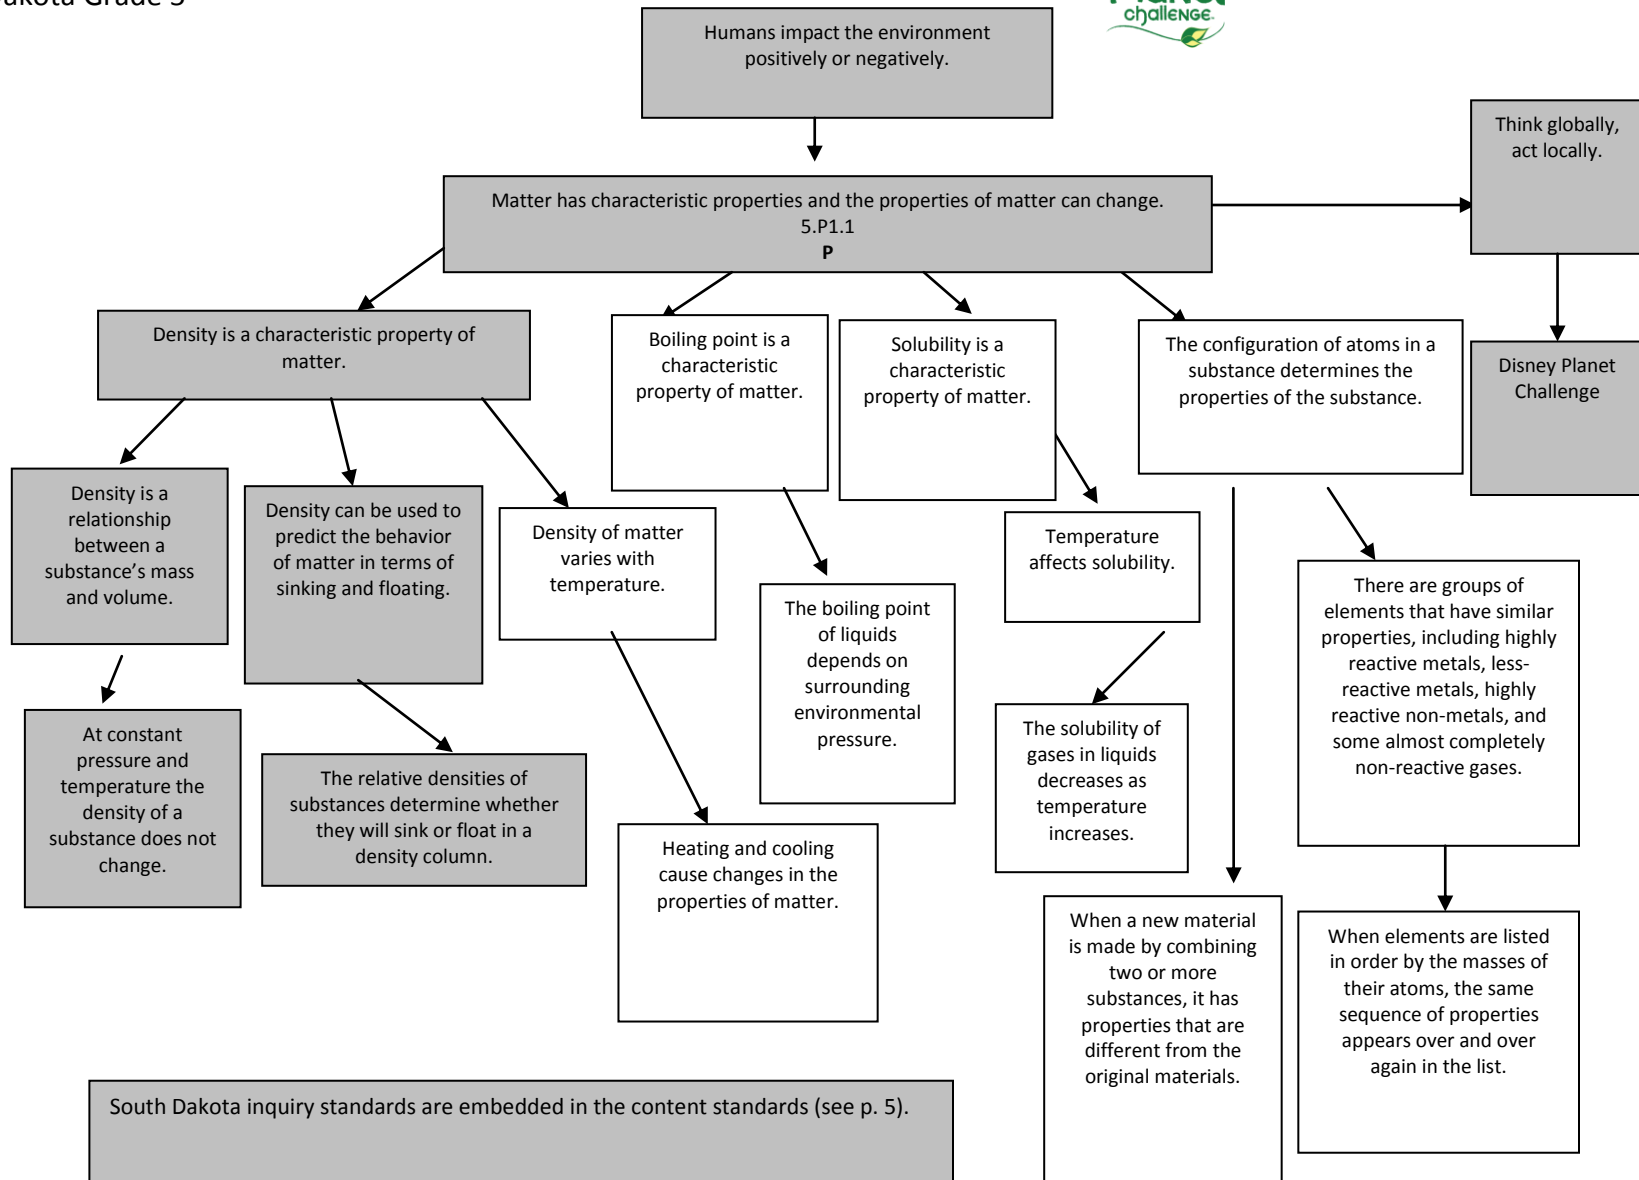 Humans impact the environment
positively or negatively.
challenge
Think globally,
act locally.
Matter has characteristic properties and the properties of matter can change.
5.P1.1
P
Density is a characteristic property of
matter.
Boiling point is a
characteristic
property of matter.
Solubility is a
characteristic
property of matter.
The configuration of atoms in a
substance determines the
properties of the substance.
Disney Planet
Challenge
Density is a
relationship
between a
substance’s mass
and volume.
Density can be used to
predict the behavior
of matter in terms of
sinking and floating.
Density of matter
varies with
temperature.
Temperature
affects solubility.
The boiling point
of liquids
depends on
surrounding
environmental
pressure.
There are groups of
elements that have similar
properties, including highly
reactive metals, less-
reactive metals, highly
reactive non-metals, and
some almost completely
non-reactive gases.
At constant
pressure and
temperature the
density of a
substance does not
change.
The relative densities of
substances determine whether
they will sink or float in a
density column.
The solubility of
gases in liquids
decreases as
temperature
increases.
Heating and cooling
cause changes in the
properties of matter.
When a new material
is made by combining
two or more
substances, it has
properties that are
different from the
original materials.
When elements are listed
in order by the masses of
their atoms, the same
sequence of properties
appears over and over
again in the list.
South Dakota inquiry standards are embedded in the content standards (see p. 5).